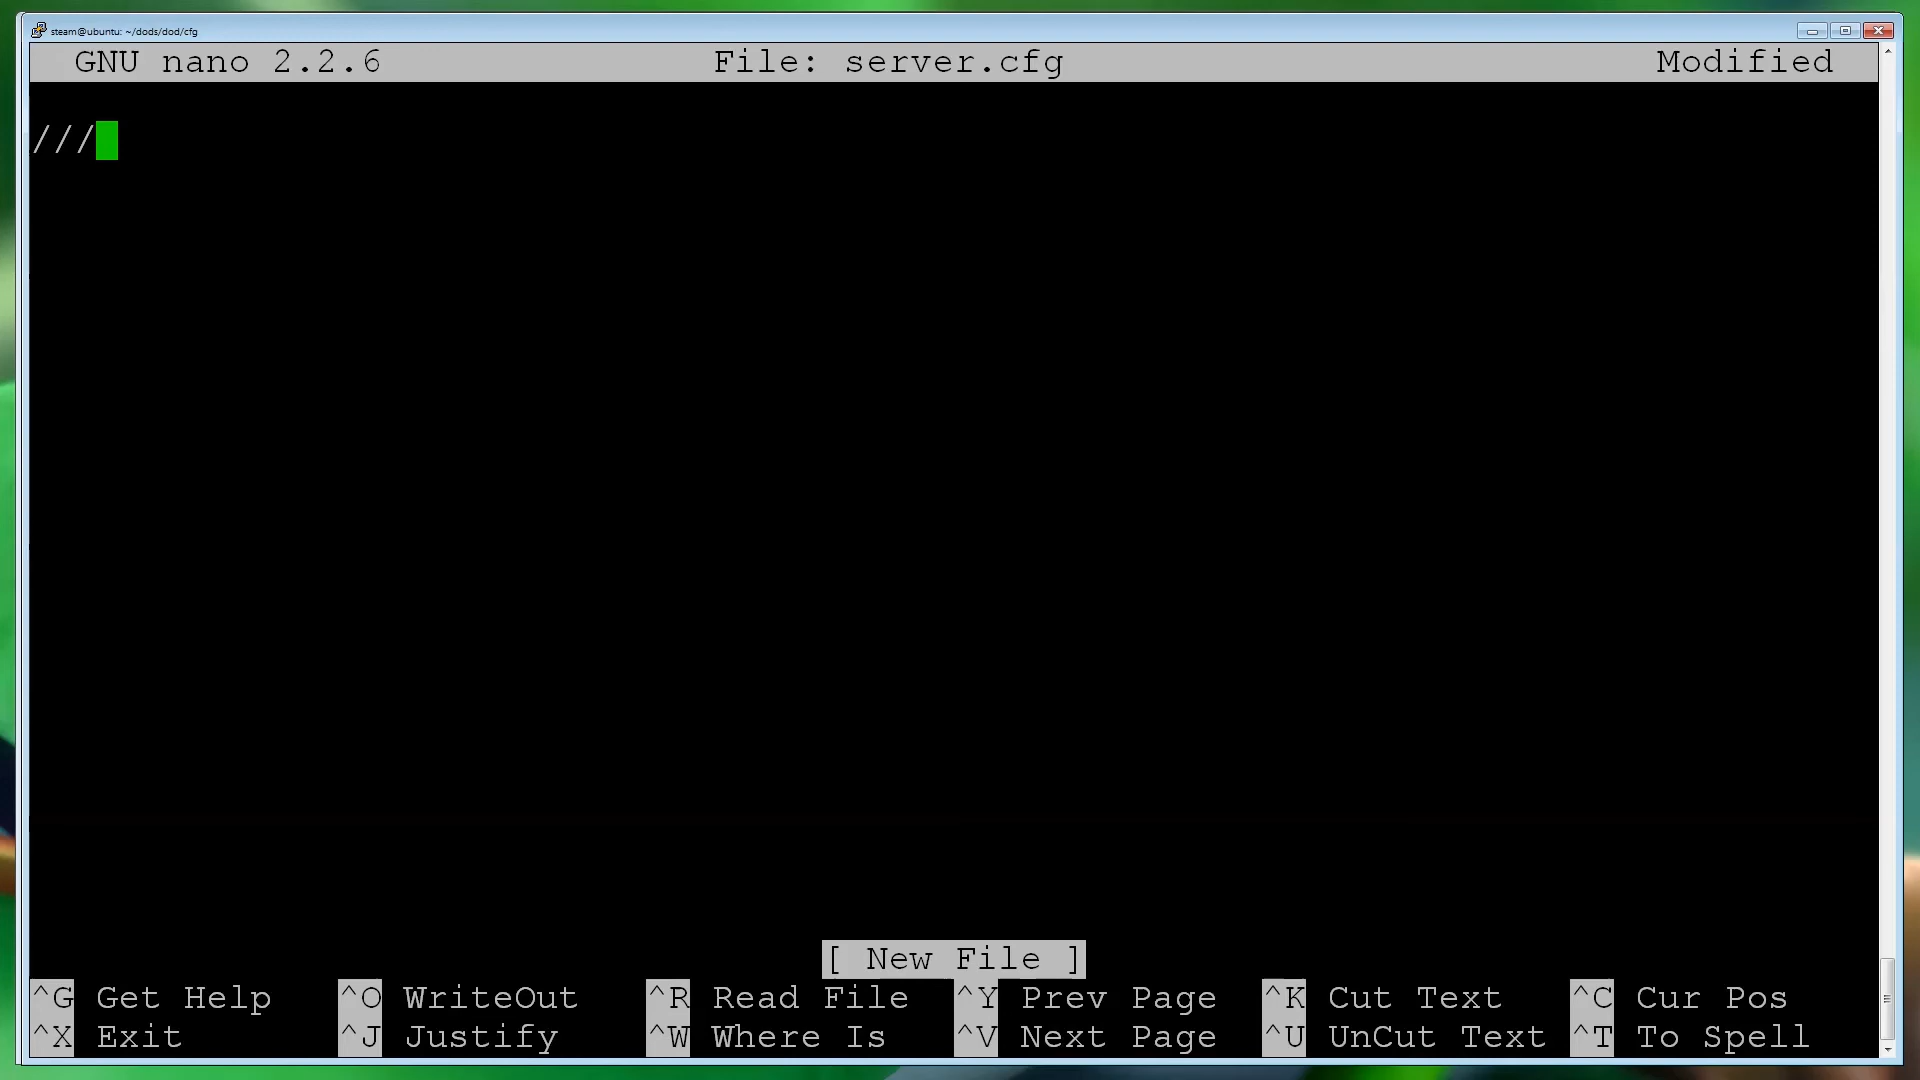 steam@ubuntu: ~/dods/dod/cfg
GNU nano 2.2.6 File: server.cfg Modified
///
[ New File ]
^G Get Help ^O WriteOut ^R Read File ^Y Prev Page ^K Cut Text ^C Cur Pos
^X Exit ^J Justify ^W Where Is ^V Next Page ^U UnCut Text ^T To Spell